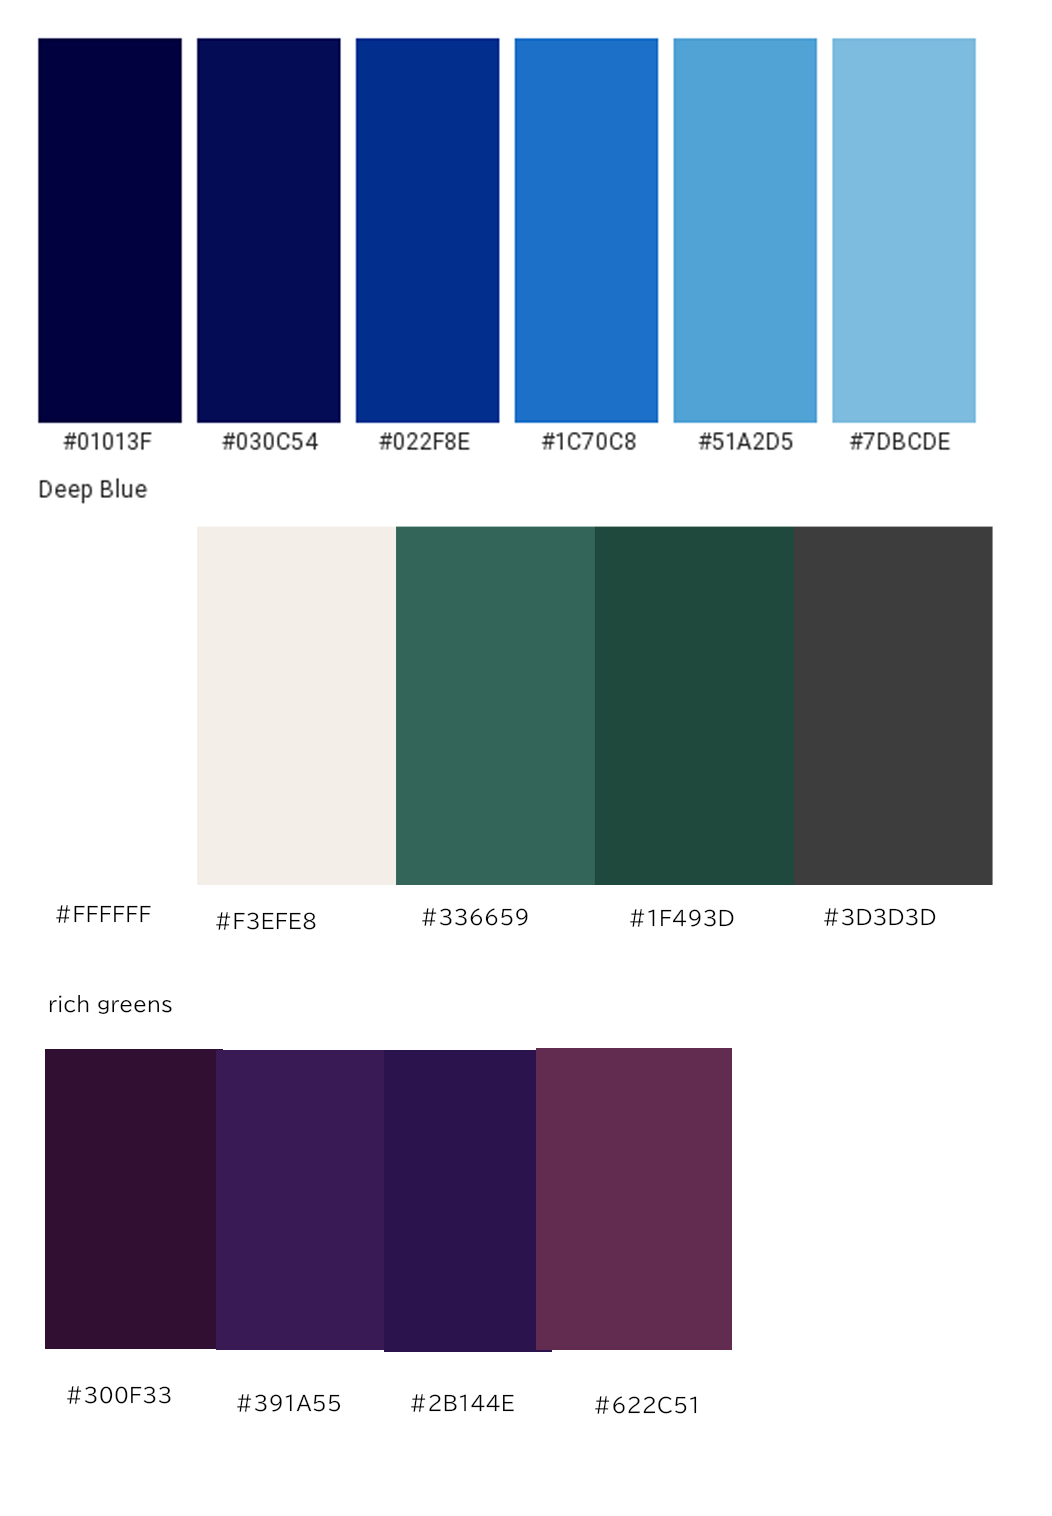 #01013F #030C54 #022F8E #1C70C8 #51A2D5 #7DBCDE
Deep Blue
#FFFFFF #F3EFE8 #336659 #1F493D #3D3D3D
rich greens
#300F33 #391A55 #2B144E #622C51